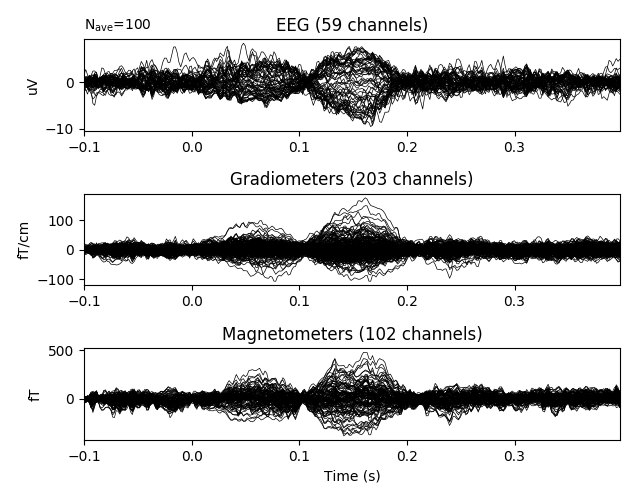 Nave=100
EEG (59 channels)
uV
0
−10
−0.1 0.0 0.1 0.2 0.3
Gradiometers (203 channels)
fT/cm
100
0
−100
−0.1 0.0 0.1 0.2 0.3
Magnetometers (102 channels)
fT
500
0
−0.1 0.0 0.1 0.2 0.3
Time (s)